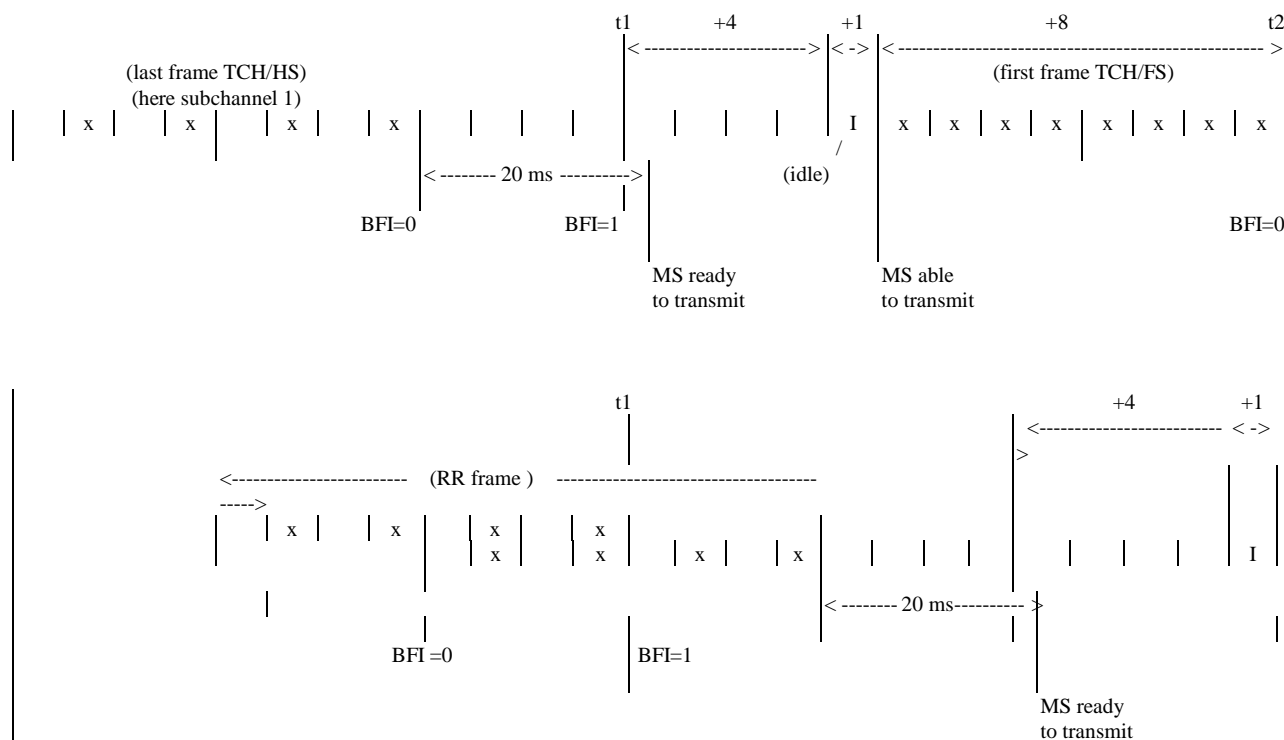 t1 +4 +1 +8 t2
< -----------------------> < -> <------------------------------------------------- >
(last frame TCH/HS) (first frame TCH/FS)
(here subchannel 1)
x x x x I x x x x x x x x
/
< -------- 20 ms ------------> (idle)
BFI=0 BFI=1 BFI=0
MS ready MS able
to transmit to transmit
t1 +4 +1
<-------------------------- < ->
>
<------------------------- (RR frame ) ----------------------------------
----->
x x x x
x x x x I
< -------- 20 ms----------- >
BFI =0 BFI=1
MS ready
to transmit